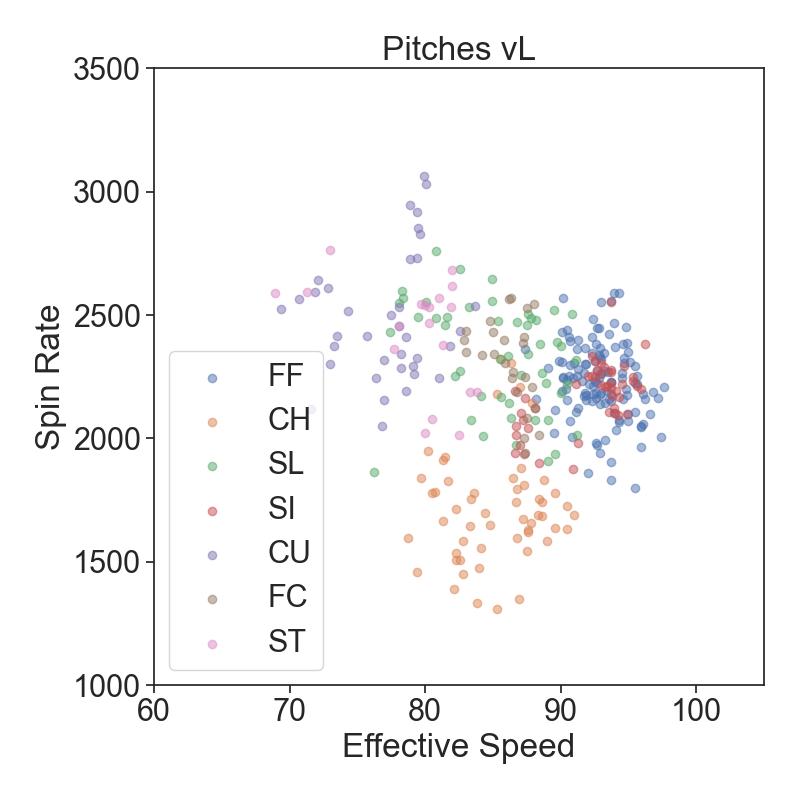 Pitches vL
3500
3000
2500
2000
1500
1000
Spin Rate
FF
CH
SL
SI
CU
FC
ST
60 70 80 90 100
Effective Speed